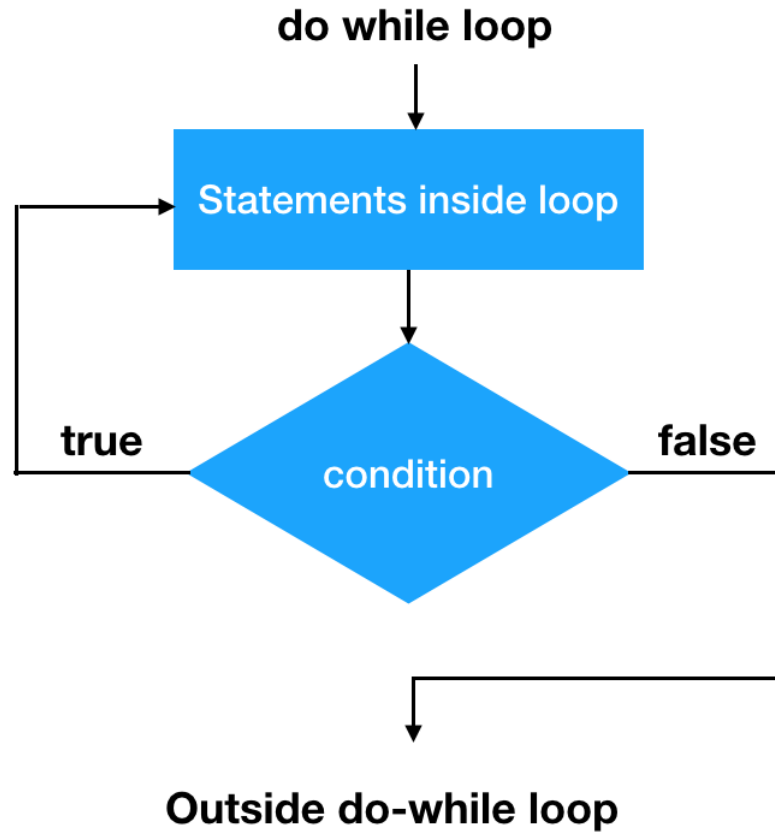 do while loop
Statements inside loop
true
false
condition
Outside do-while loop